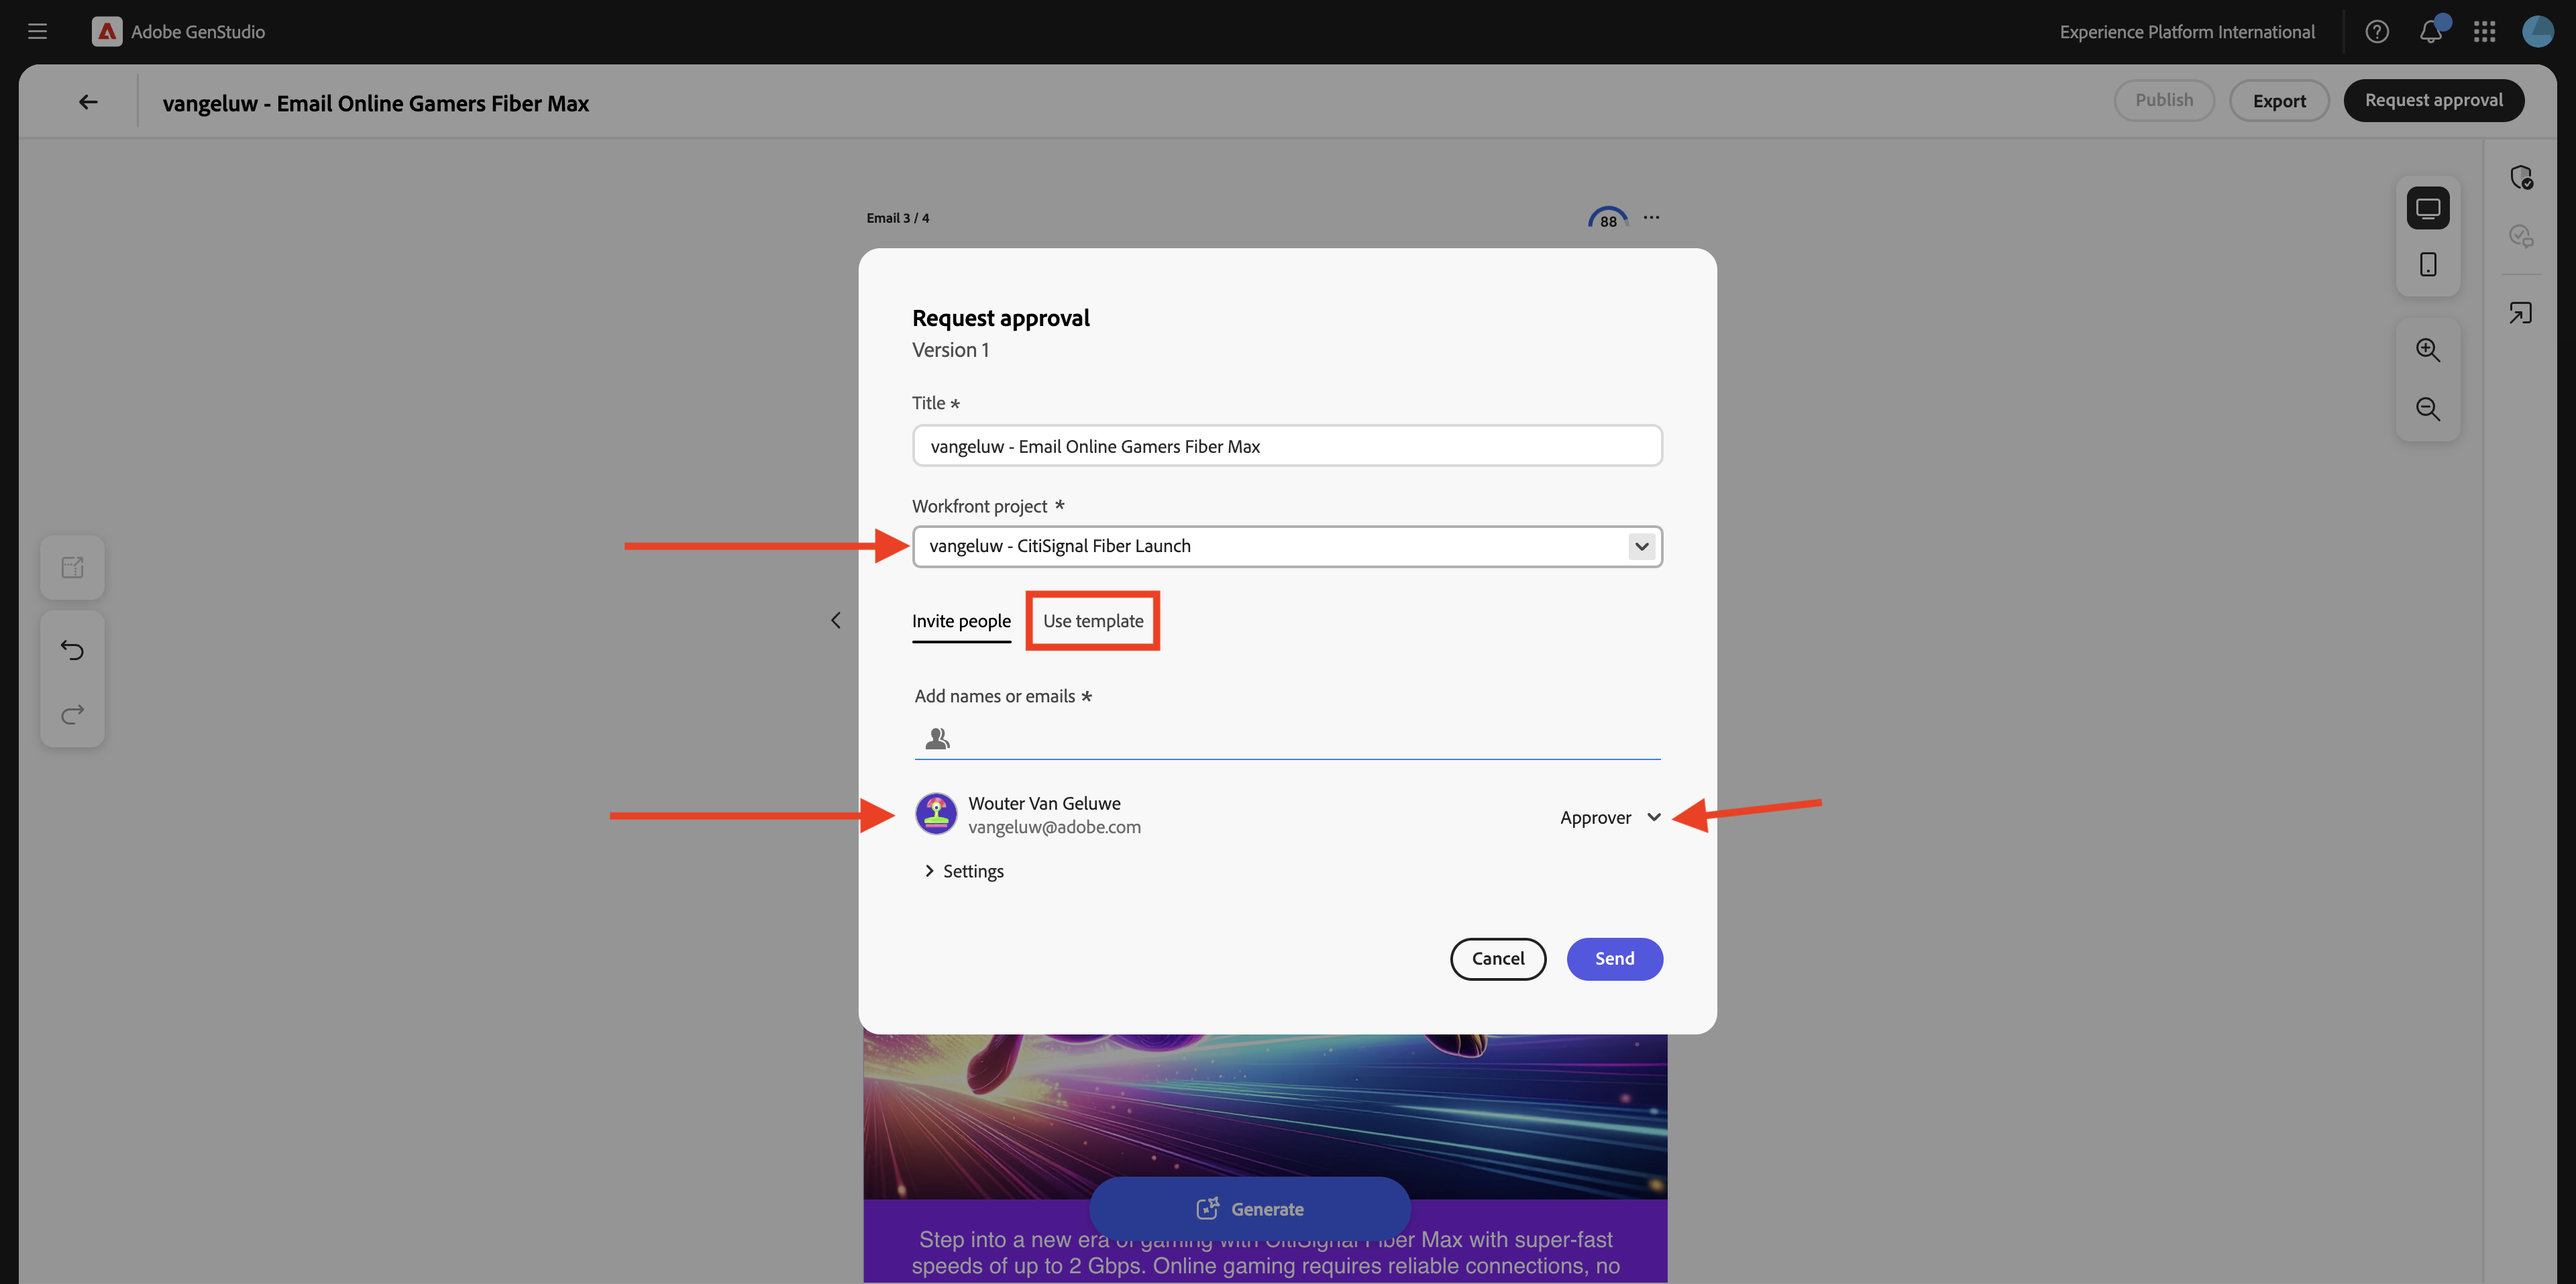 Adobe GenStudio
Experience Platform International
vangeluw - Email Online Gamers Fiber Max
Publish
Export
Request approval
Email 3 / 4
88
Request approval
Version 1
Title *
vangeluw - Email Online Gamers Fiber Max
Workfront project *
vangeluw - CitiSignal Fiber Launch
Invite people
Use template
Add names or emails *
Wouter Van Geluwe
vangeluw@adobe.com
Approver
Settings
Cancel
Send
Generate
Step into a new era of gaming with CitiSignal Fiber Max with super-fast
speeds of up to 2 Gbps. Online gaming requires reliable connections, no